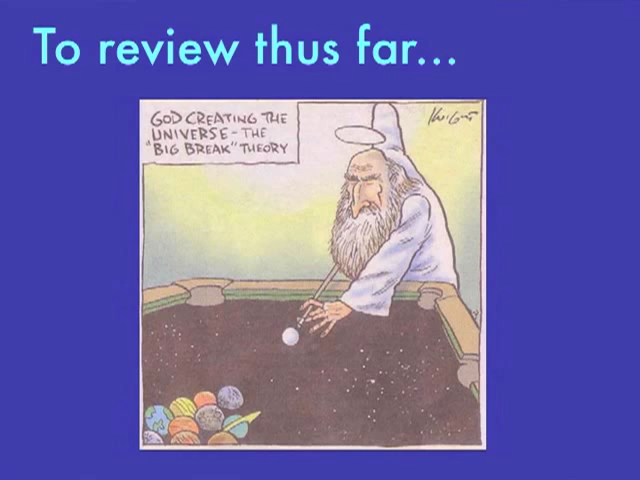 To review thus far...
GOD CREATING THE
UNIVERSE - THE
"BIG BREAK" THEORY